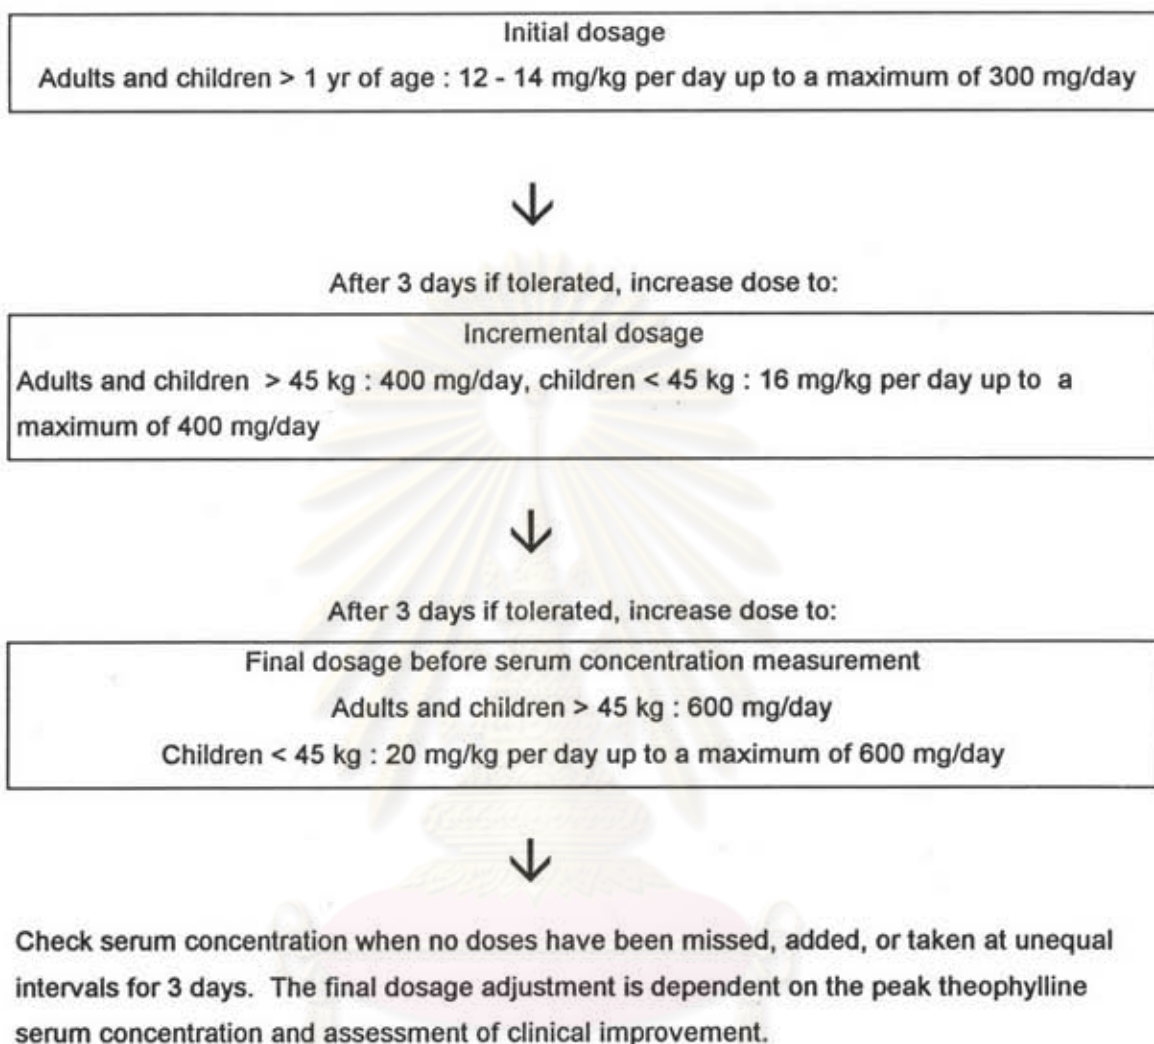 Initial dosage
Adults and children > 1 yr of age : 12 - 14 mg/kg per day up to a maximum of 300 mg/day
After 3 days if tolerated, increase dose to:
Incremental dosage
Adults and children > 45 kg : 400 mg/day, children < 45 kg : 16 mg/kg per day up to a
maximum of 400 mg/day
After 3 days if tolerated, increase dose to:
Final dosage before serum concentration measurement
Adults and children > 45 kg : 600 mg/day
Children < 45 kg : 20 mg/kg per day up to a maximum of 600 mg/day
Check serum concentration when no doses have been missed, added, or taken at unequal
intervals for 3 days. The final dosage adjustment is dependent on the peak theophylline
serum concentration and assessment of clinical improvement.